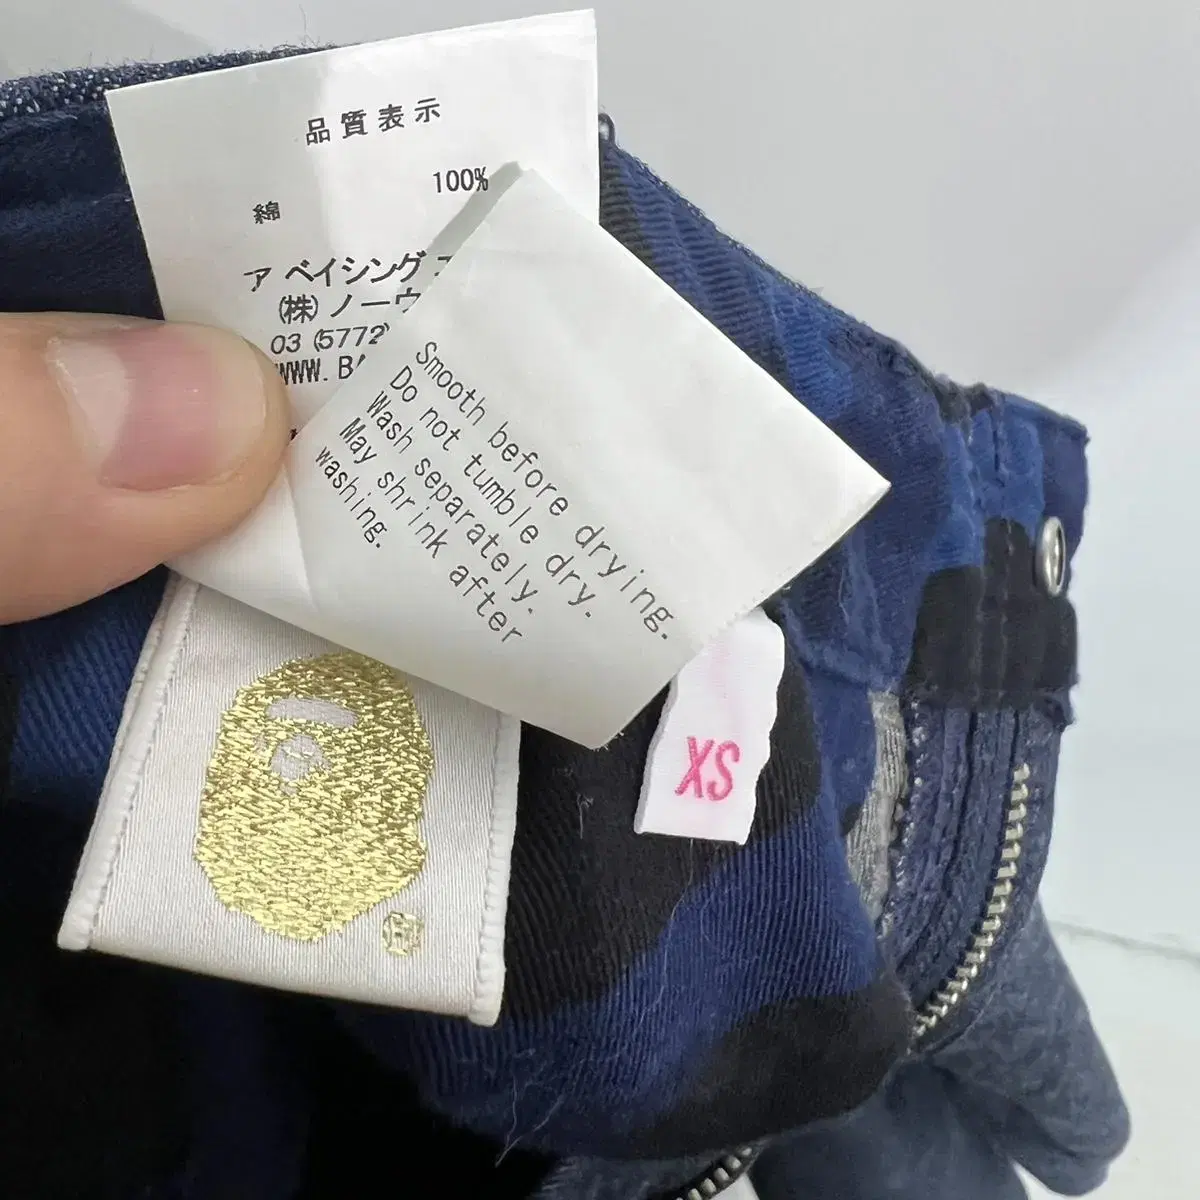 品質表示
綿 100%
ア ベイシング
(株) ノーウ
03 (5772)
WWW. BA
Smooth before drying.
Do not tumble dry.
Wash separately.
May shrink after
washing.
XS